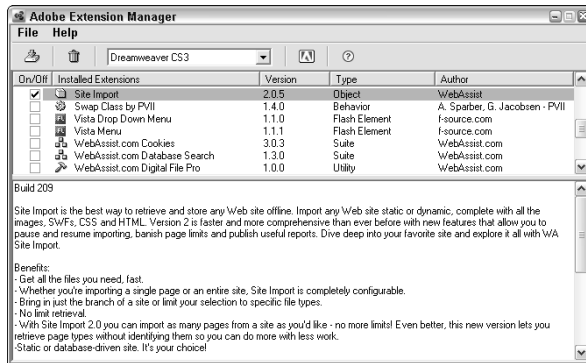 Adobe Extension Manager
File Help
Dreamweaver CS3
On/Off Installed Extensions Version Type Author
Site Import 2.0.5 Object WebAssist
Swap Class by PVII 1.4.0 Behavior A. Sparber, G. Jacobsen - PVII
Vista Drop Down Menu 1.1.0 Flash Element f-source.com
Vista Menu 1.1.1 Flash Element f-source.com
WebAssist.com Cookies 3.0.3 Suite WebAssist.com
WebAssist.com Database Search 1.3.0 Suite WebAssist.com
WebAssist.com Digital File Pro 1.0.0 Utility WebAssist.com
Build 209
Site Import is the best way to retrieve and store any Web site offline. Import any Web site static or dynamic, complete with all the
images, SWFs, CSS and HTML. Version 2 is faster and more comprehensive than ever before with new features that allow you to
pause and resume importing, banish page limits and publish useful reports. Dive deep into your favorite site and explore it all with WA
Site Import.
Benefits:
- Get all the files you need, fast.
- Whether you're importing a single page or an entire site, Site Import is completely configurable.
- Bring in just the branch of a site or limit your selection to specific file types.
- No limit retrieval.
- With Site Import 2.0 you can import as many pages from a site as you'd like - no more limits! Even better, this new version lets you
retrieve page types without identifying them so you can do more with less work.
-Static or database-driven site. It's your choice!